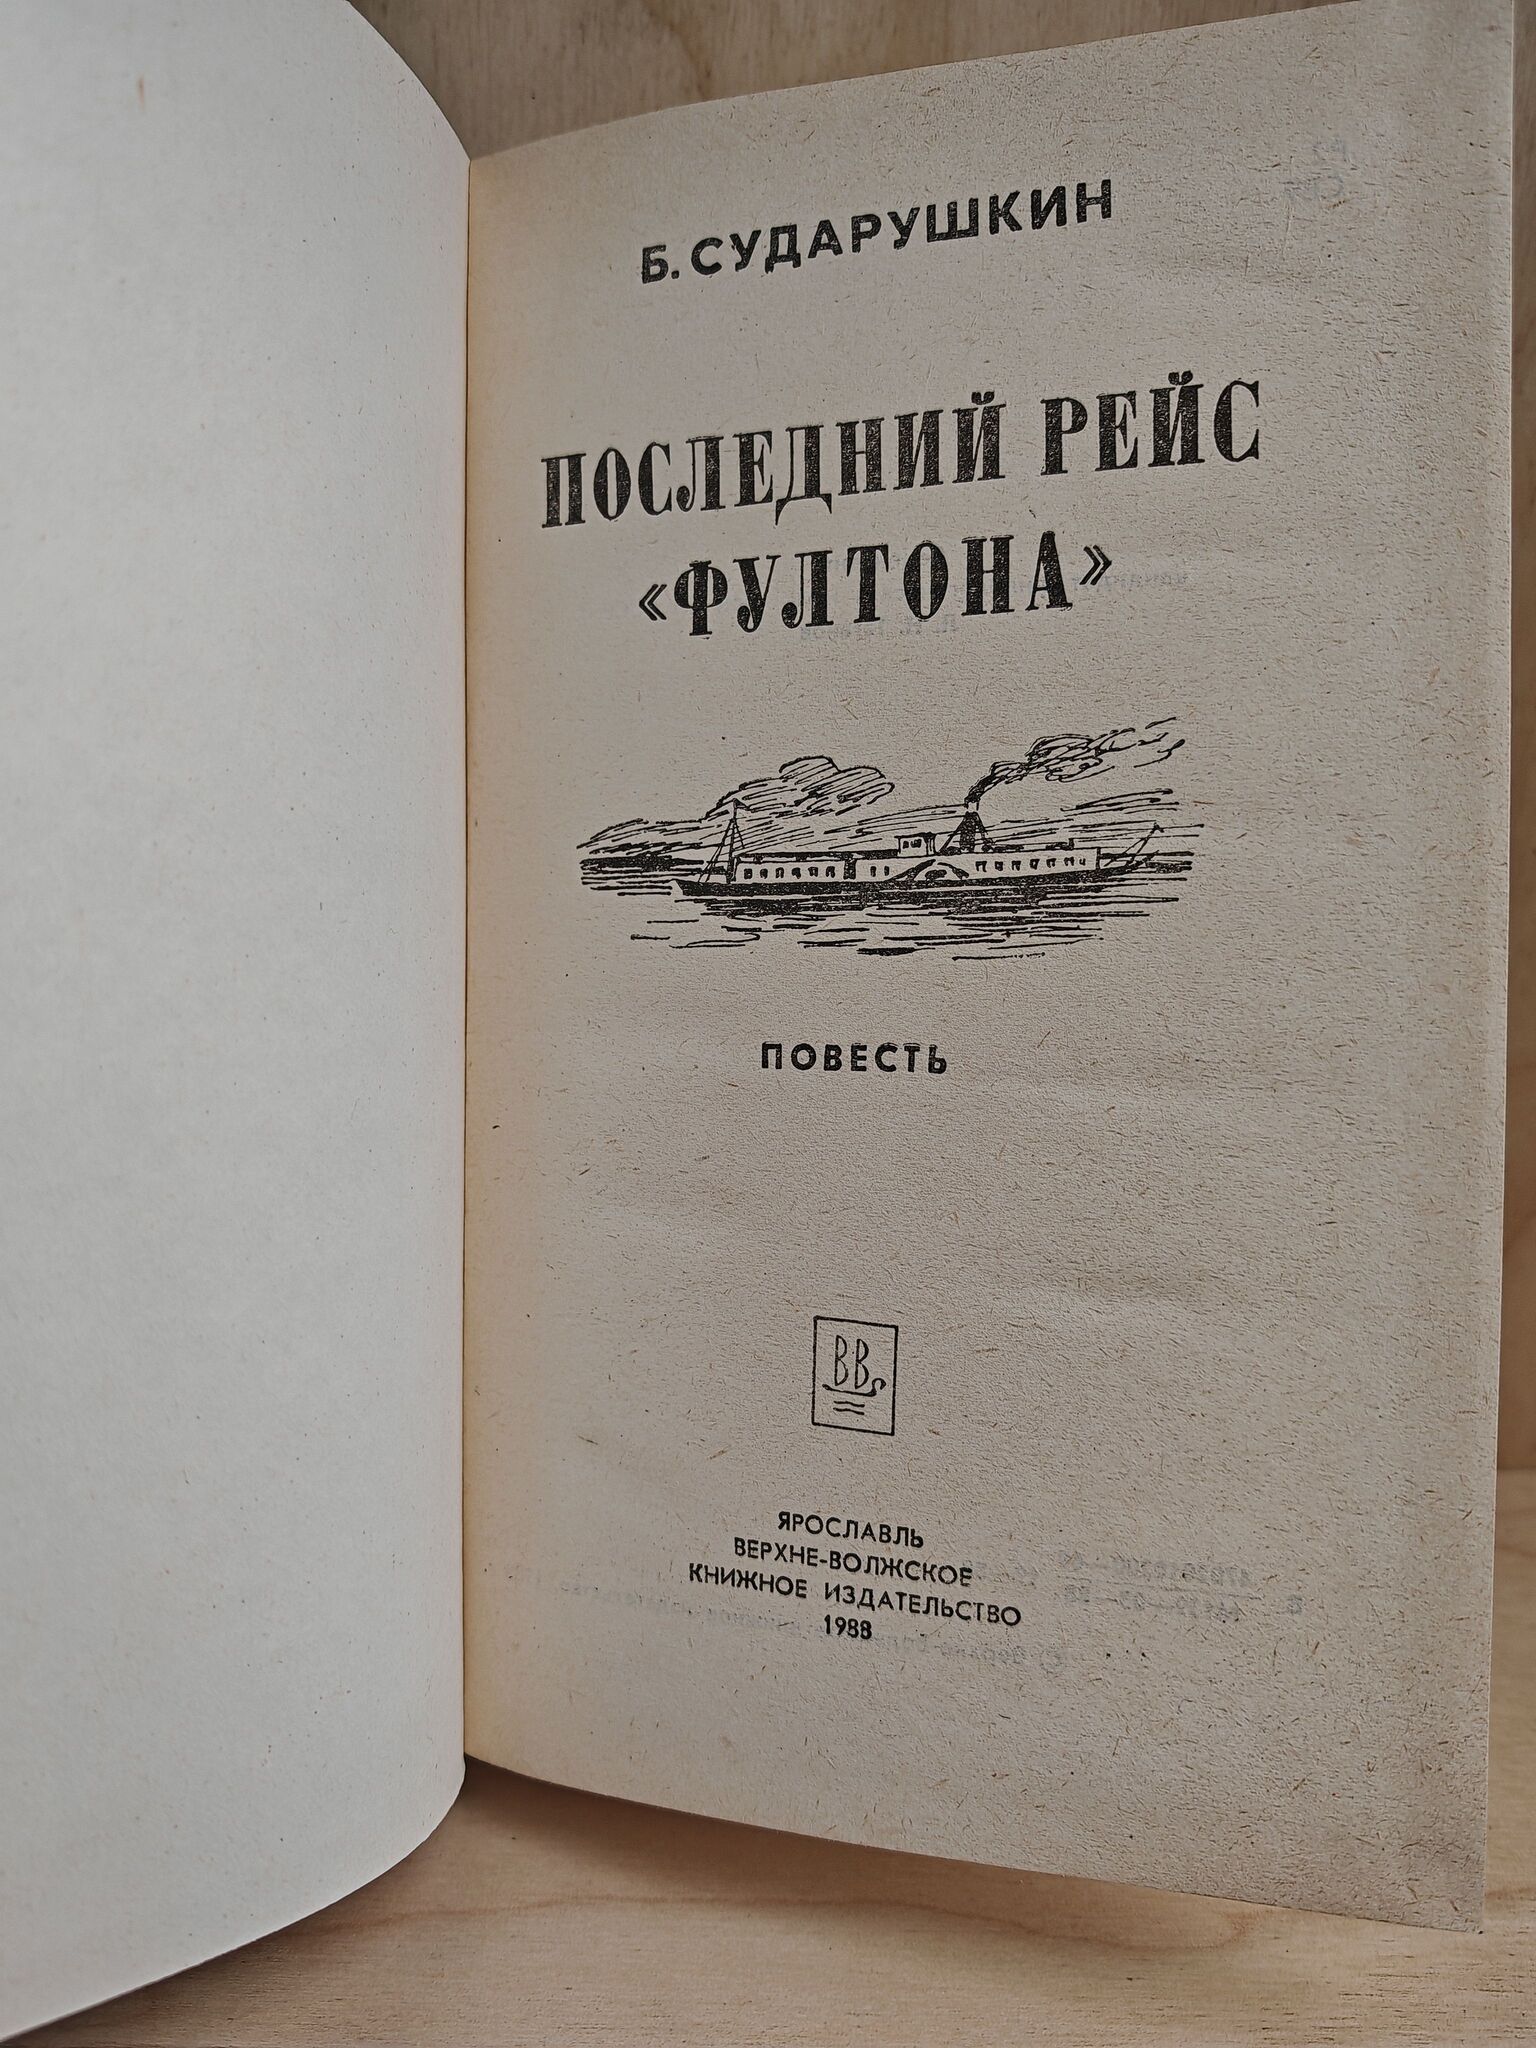 Б. СУДАРУШКИН
ПОСЛЕДНИЙ РЕЙС
«ФУЛТОНА»
ПОВЕСТЬ
ВВ
ЯРОСЛАВЛЬ
ВЕРХНЕ-ВОЛЖСКОЕ
КНИЖНОЕ ИЗДАТЕЛЬСТВО
1988